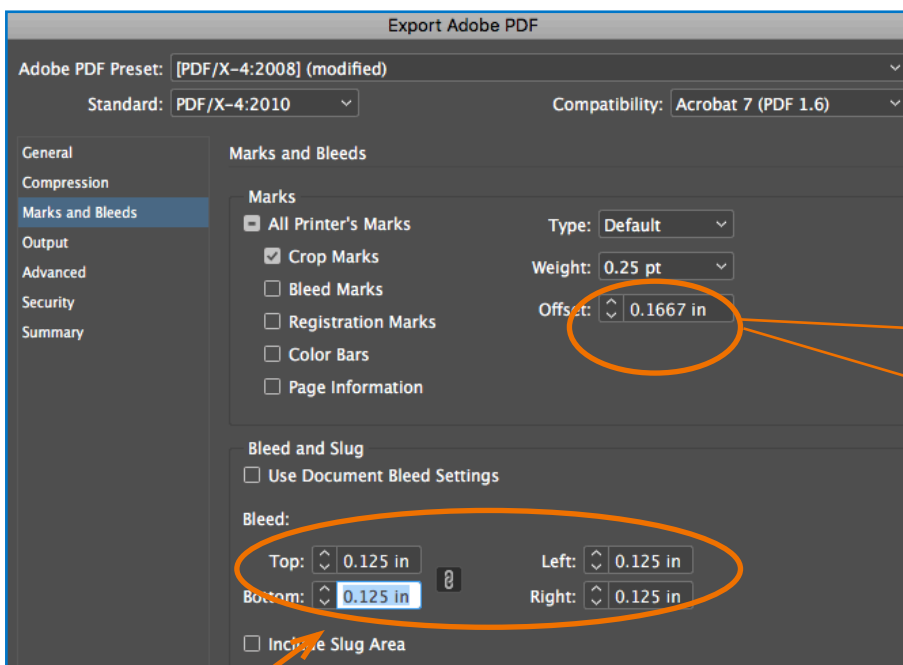 Export Adobe PDF
Adobe PDF Preset: [PDF/X-4:2008] (modified)
Standard: PDF/X-4:2010 Compatibility: Acrobat 7 (PDF 1.6)
General
Compression
Marks and Bleeds
Output
Advanced
Security
Summary
Marks and Bleeds
Marks
All Printer's Marks
Crop Marks
Bleed Marks
Registration Marks
Color Bars
Page Information
Type: Default
Weight: 0.25 pt
Offset: 0.1667 in
Bleed and Slug
Use Document Bleed Settings
Bleed:
Top: 0.125 in Left: 0.125 in
Bottom: 0.125 in Right: 0.125 in
Include Slug Area